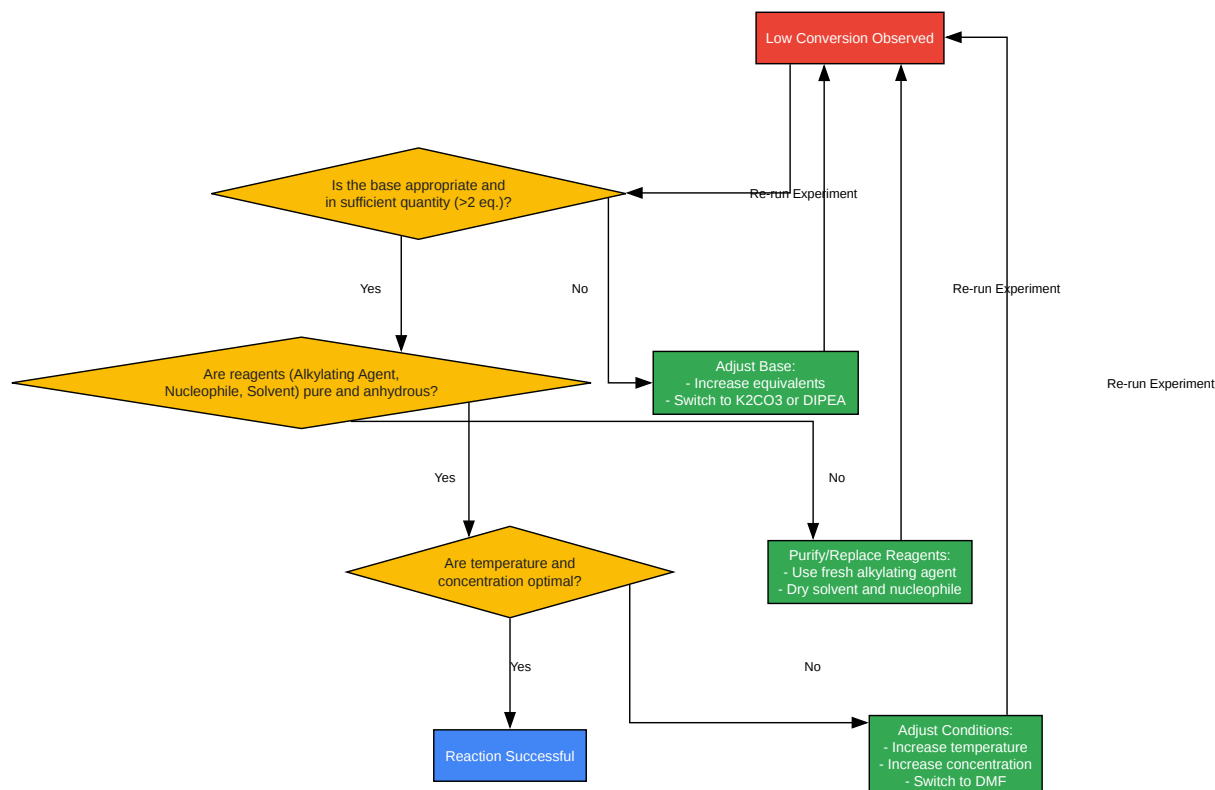 Low Conversion Observed
Is the base appropriate and
in sufficient quantity (>2 eq.)?
Re-run Experiment
Yes
No
Re-run Experiment
Are reagents (Alkylating Agent,
Nucleophile, Solvent) pure and anhydrous?
Adjust Base:
- Increase equivalents
- Switch to K2CO3 or DIPEA
Re-run Experiment
Yes
No
Are temperature and
concentration optimal?
Purify/Replace Reagents:
- Use fresh alkylating agent
- Dry solvent and nucleophile
Yes
No
Reaction Successful
Adjust Conditions:
- Increase temperature
- Increase concentration
- Switch to DMF